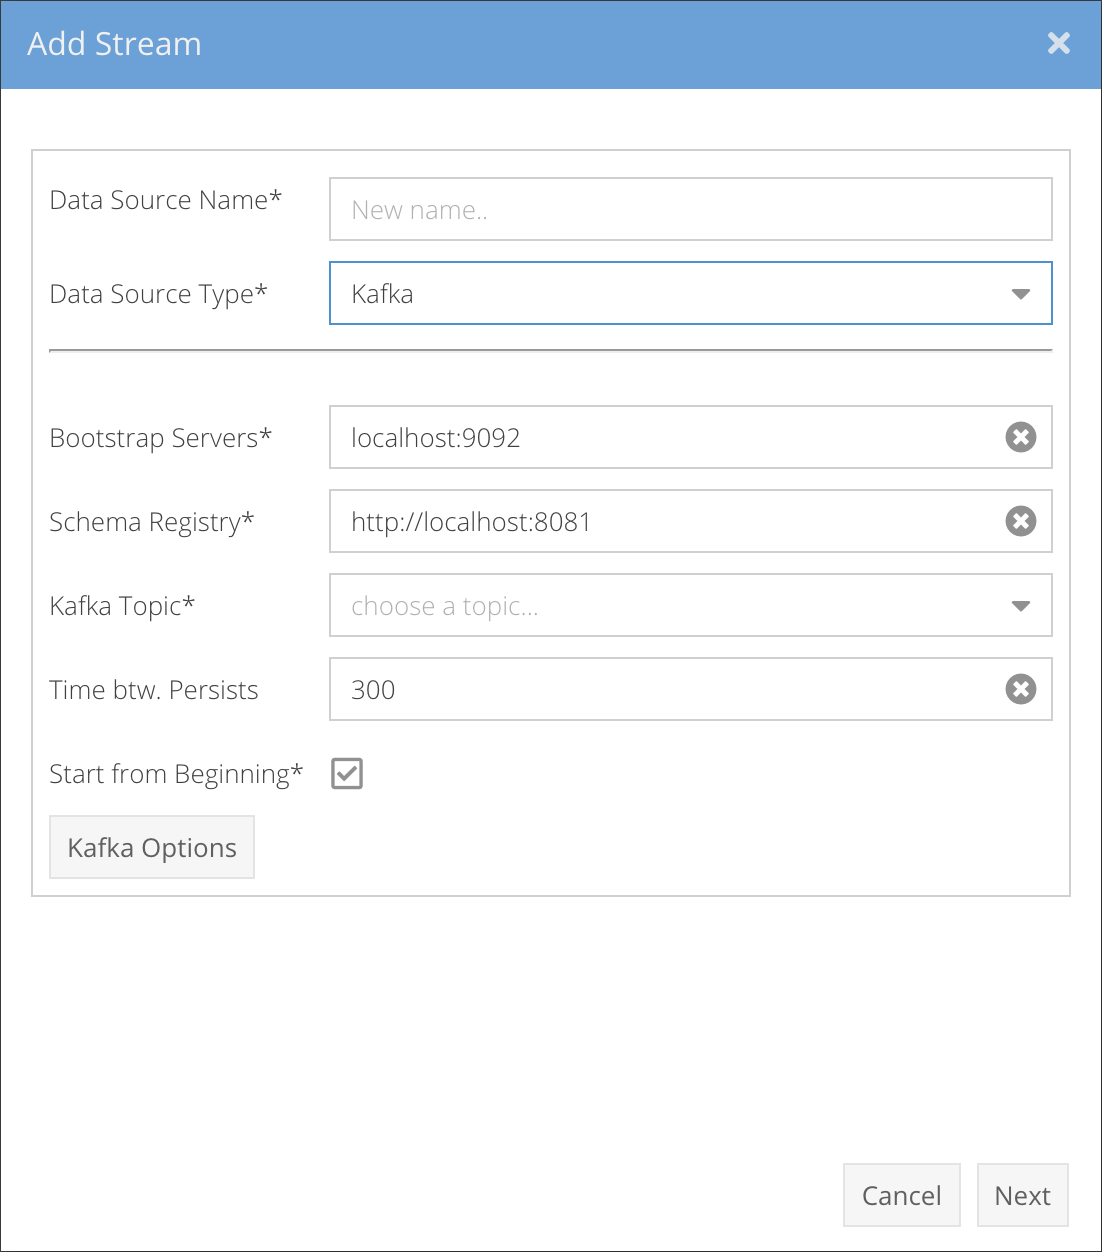 Add Stream
Data Source Name*
New name..
Data Source Type*
Kafka
Bootstrap Servers*
localhost:9092
Schema Registry*
http://localhost:8081
Kafka Topic*
choose a topic...
Time btw. Persists
300
Start from Beginning*
Kafka Options
Cancel
Next